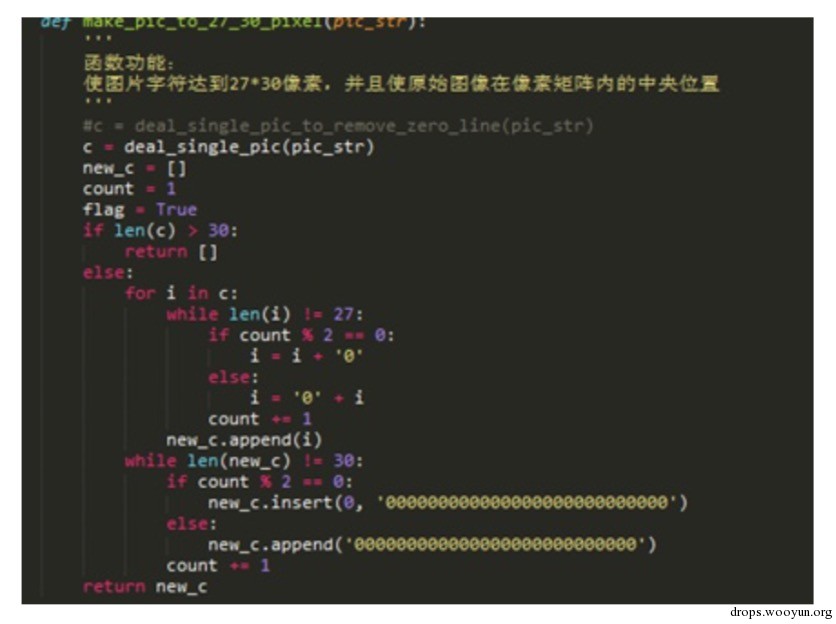 def make_pic_to_27_30_pixel(pic_str):
    '''
    函数功能:
    使图片字符达到27*30像素，并且使原始图像在像素矩阵内的中央位置
    '''
    #c = deal_single_pic_to_remove_zero_line(pic_str)
    c = deal_single_pic(pic_str)
    new_c = []
    count = 1
    flag = True
    if len(c) > 30:
        return []
    else:
        for i in c:
            while len(i) != 27:
                if count % 2 == 0:
                    i = i + '0'
                else:
                    i = '0' + i
                count += 1
            new_c.append(i)
        while len(new_c) != 30:
            if count % 2 == 0:
                new_c.insert(0, '000000000000000000000000000')
            else:
                new_c.append('000000000000000000000000000')
            count += 1
    return new_c
drops.wooyun.org